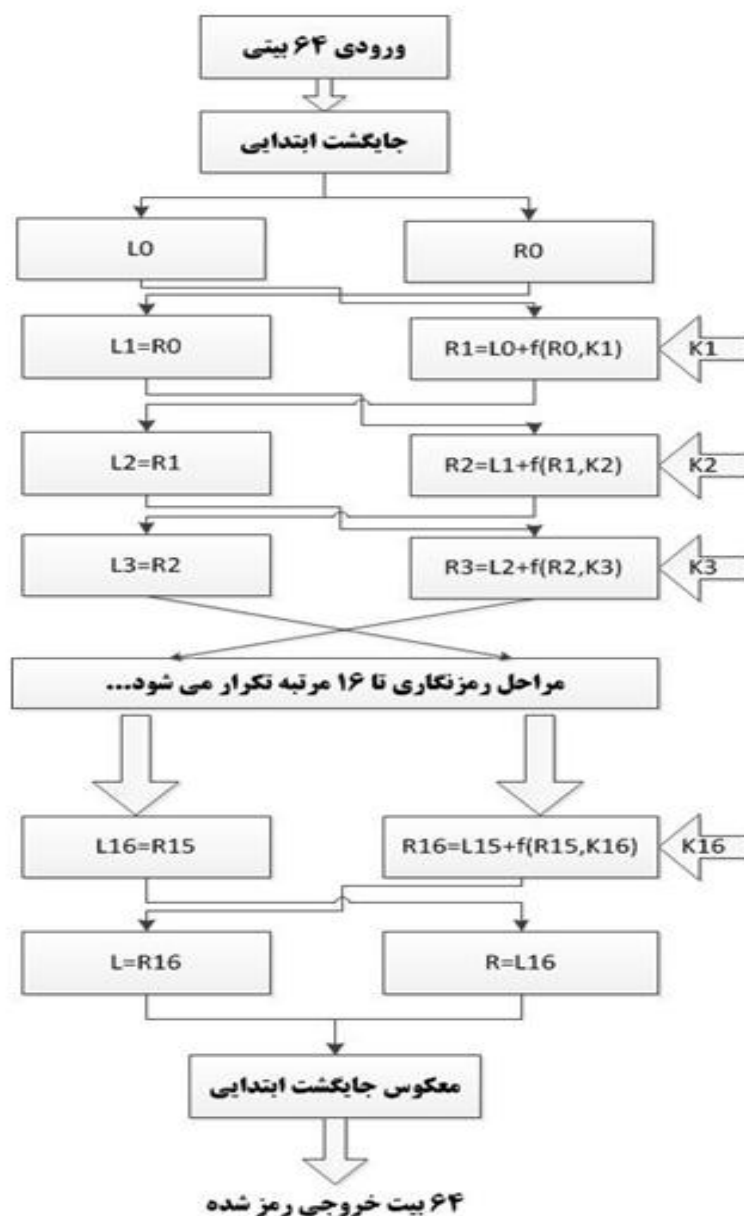 ورودی ۶۴ بیتی
جایگشت ابتدایی
L0
R0
L1=R0
R1=L0+f(R0,K1)
K1
L2=R1
R2=L1+f(R1,K2)
K2
L3=R2
R3=L2+f(R2,K3)
K3
مراحل رمزنگاری تا ۱۶ مرتبه تکرار می شود...
L16=R15
R16=L15+f(R15,K16)
K16
L=R16
R=L16
معکوس جایگشت ابتدایی
۶۴ بیت خروجی رمز شده